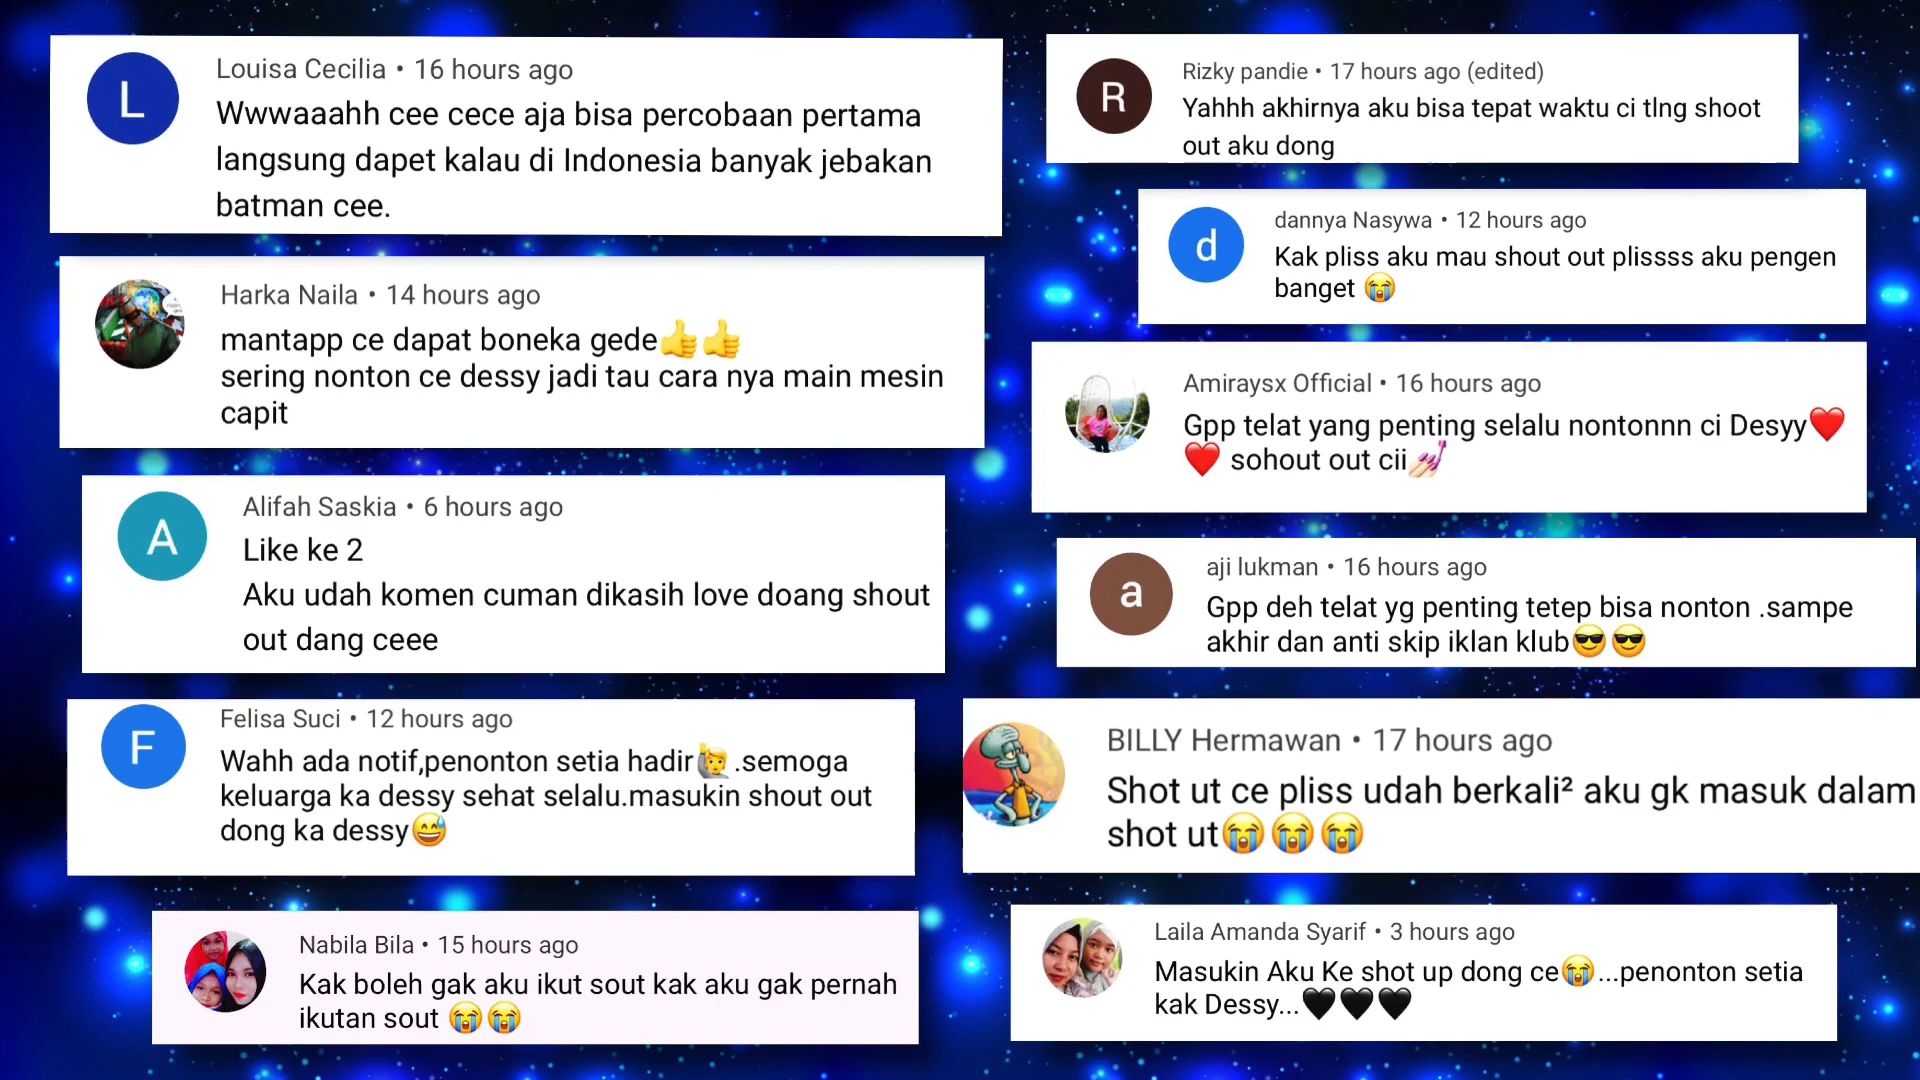 L
Louisa Cecilia • 16 hours ago
Wwwaaahh cee cece aja bisa percobaan pertama
langsung dapet kalau di Indonesia banyak jebakan
batman cee.
Harka Naila • 14 hours ago
mantapp ce dapat boneka gede👍👍
sering nonton ce dessy jadi tau cara nya main mesin
capit
A
Alifah Saskia • 6 hours ago
Like ke 2
Aku udah komen cuman dikasih love doang shout
out dang ceee
F
Felisa Suci • 12 hours ago
Wahh ada notif,penonton setia hadir🙋‍♂️.semoga
keluarga ka dessy sehat selalu.masukin shout out
dong ka dessy😅
Nabila Bila • 15 hours ago
Kak boleh gak aku ikut sout kak aku gak pernah
ikutan sout 😭😭
R
Rizky pandie • 17 hours ago (edited)
Yahhh akhirnya aku bisa tepat waktu ci tlng shoot
out aku dong
d
dannya Nasywa • 12 hours ago
Kak pliss aku mau shout out plissss aku pengen
banget 😭
Amiraysx Official • 16 hours ago
Gpp telat yang penting selalu nontonnn ci Desyy❤️
❤️ sohout out cii💅🏻
a
aji lukman • 16 hours ago
Gpp deh telat yg penting tetep bisa nonton .sampe
akhir dan anti skip iklan klub😎😎
BILLY Hermawan • 17 hours ago
Shot ut ce pliss udah berkali² aku gk masuk dalam
shot ut😭😭😭
Laila Amanda Syarif • 3 hours ago
Masukin Aku Ke shot up dong ce😭...penonton setia
kak Dessy...🖤🖤🖤